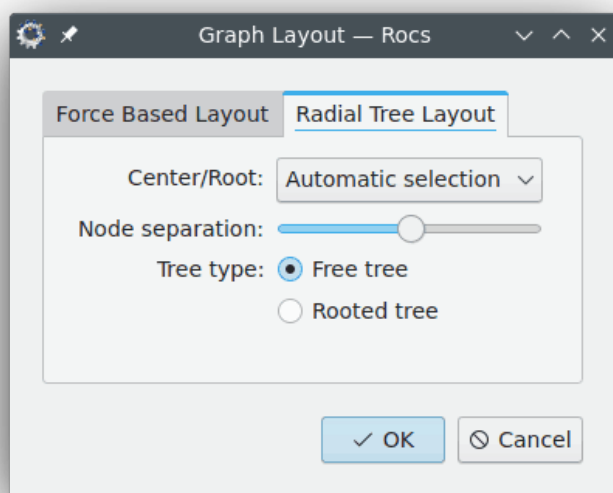 Graph Layout — Rocs
Force Based Layout Radial Tree Layout
Center/Root: Automatic selection
Node separation:
Tree type: Free tree
Rooted tree
OK Cancel